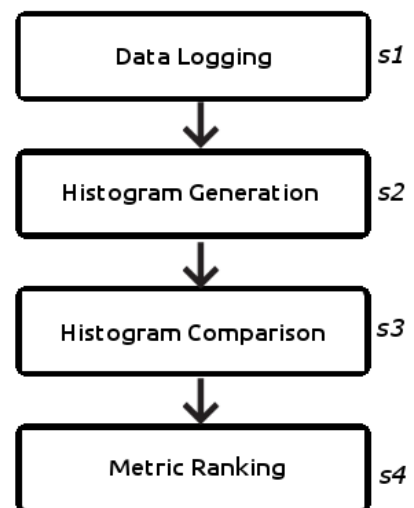 Data Logging
s1
Histogram Generation
s2
Histogram Comparison
s3
Metric Ranking
s4